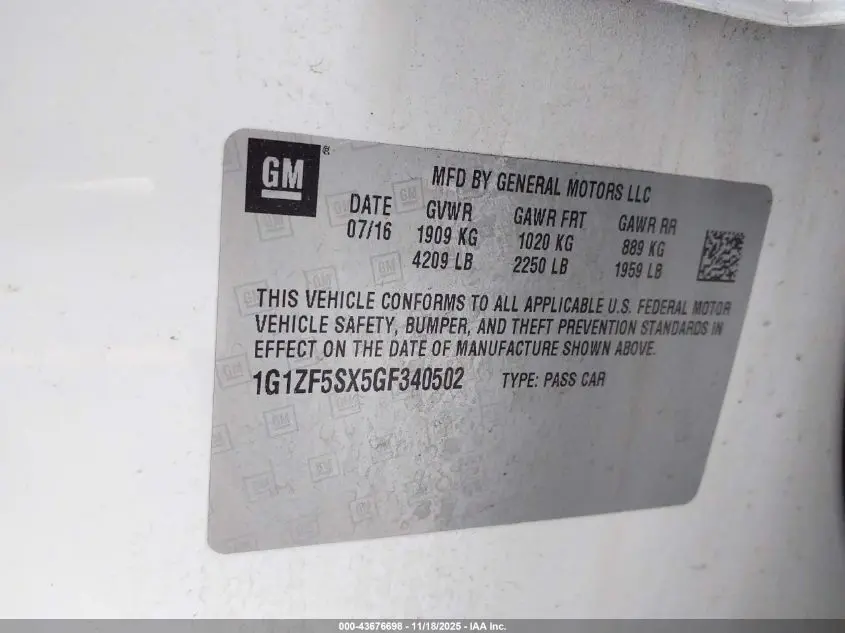 GM ®
MFD BY GENERAL MOTORS LLC
DATE GVWR GAWR FRT GAWR RR
07/16 1909 KG 1020 KG 889 KG
4209 LB 2250 LB 1959 LB
THIS VEHICLE CONFORMS TO ALL APPLICABLE U.S. FEDERAL MOTOR
VEHICLE SAFETY, BUMPER, AND THEFT PREVENTION STANDARDS IN
EFFECT ON THE DATE OF MANUFACTURE SHOWN ABOVE.
1G1ZF5SX5GF340502 TYPE: PASS CAR
000-43676698 - 11/18/2025 - IAA Inc.